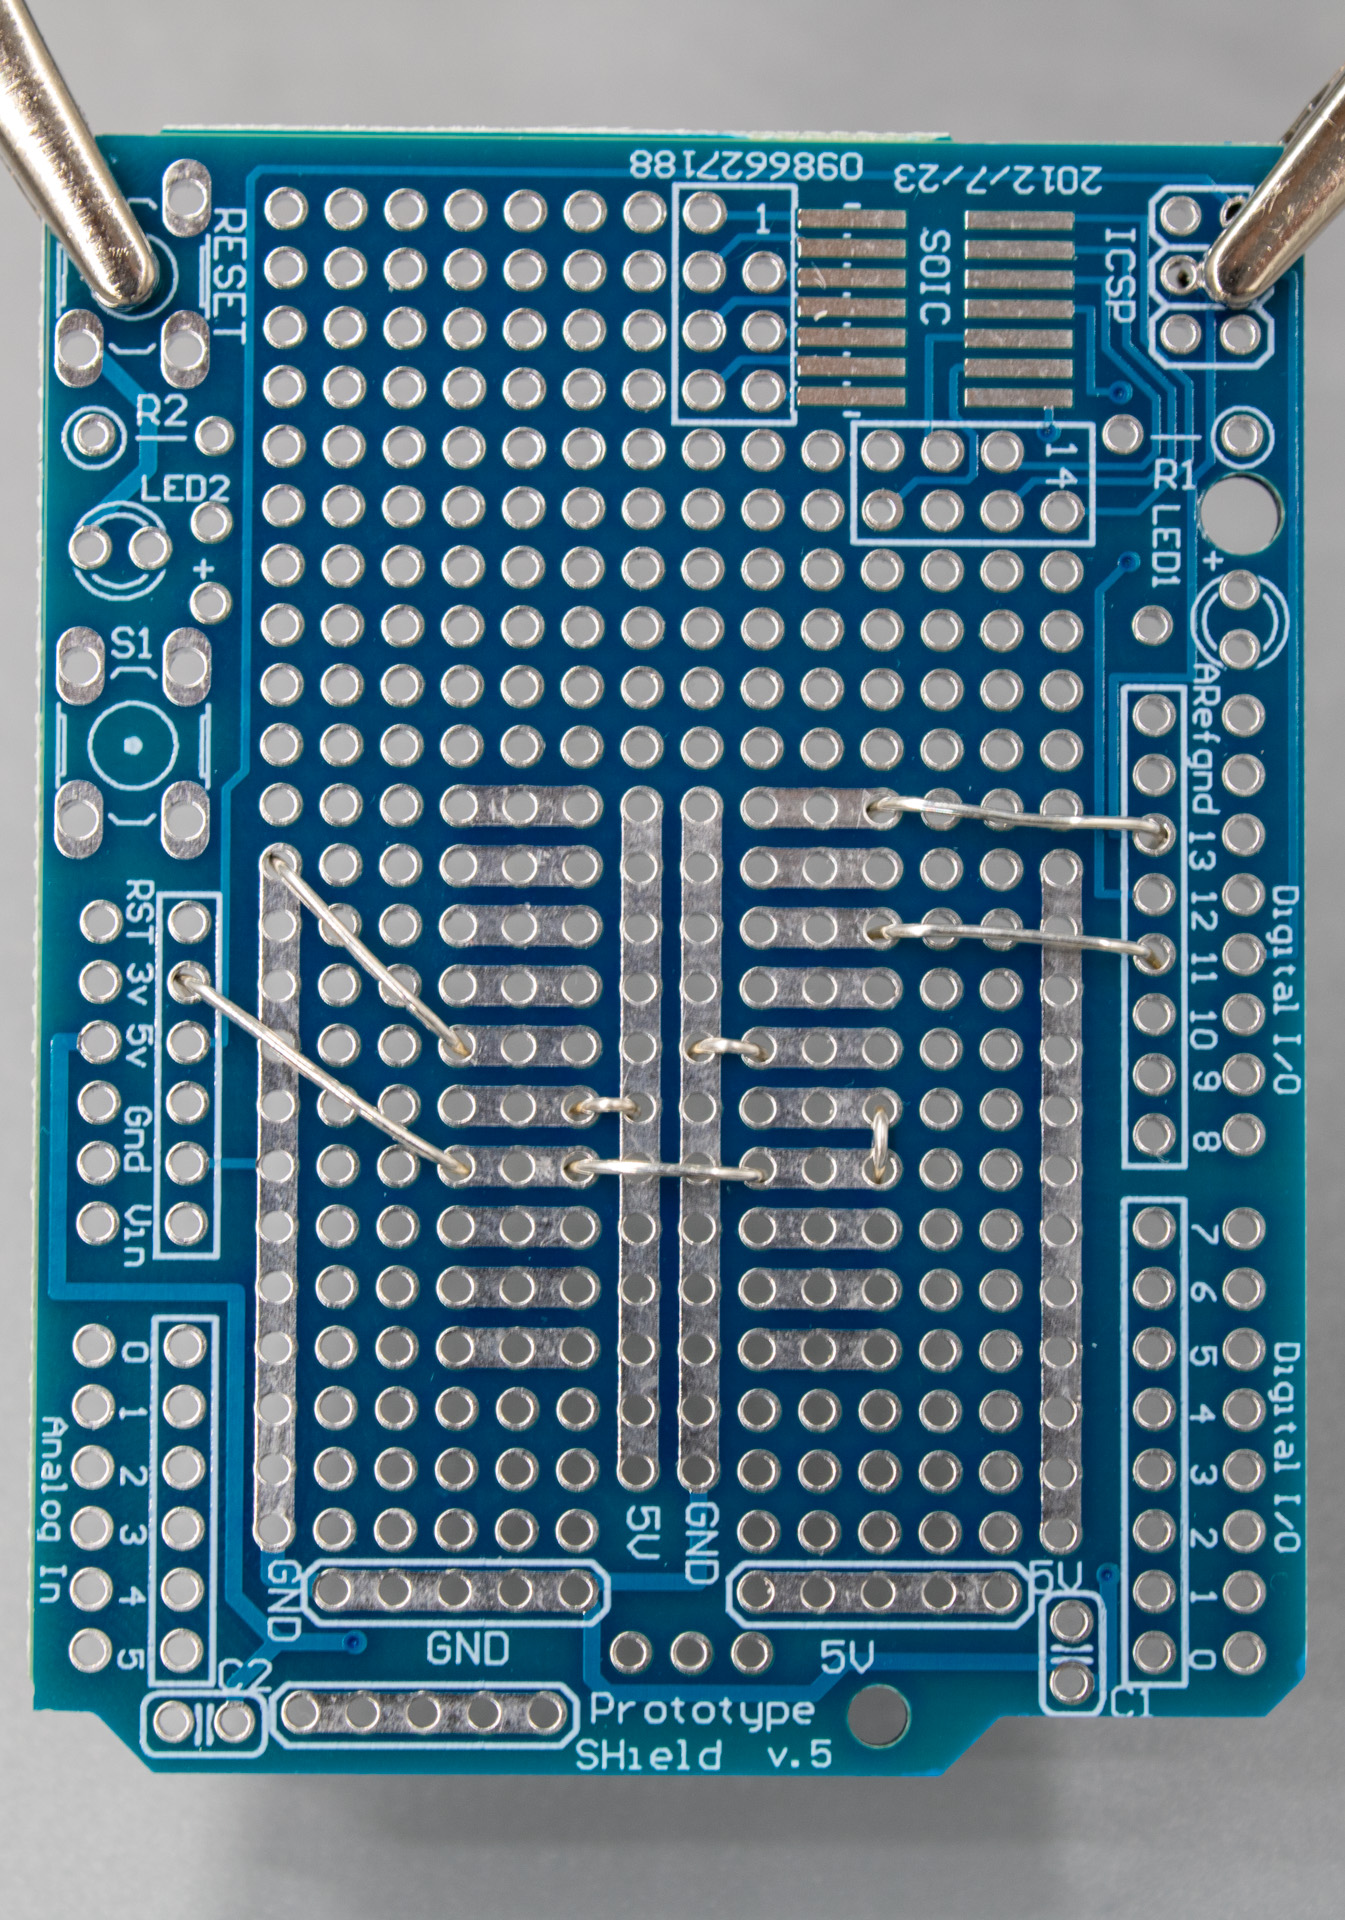 0986627188
2012/7/23
RESET
1
SOIC
ICSP
R2
14
R1
LED2
LED1
+
+
S1
ARefgnd 13 12 11 10 9 8
RST 3v 5v Gnd Vin
Digital I/O
7 6 5 4 3 2 1 0
Digital I/O
0 1 2 3 4 5
Analog In
5V
GND
GND
5V
GND
5V
C2
C1
Prototype
SHield v.5